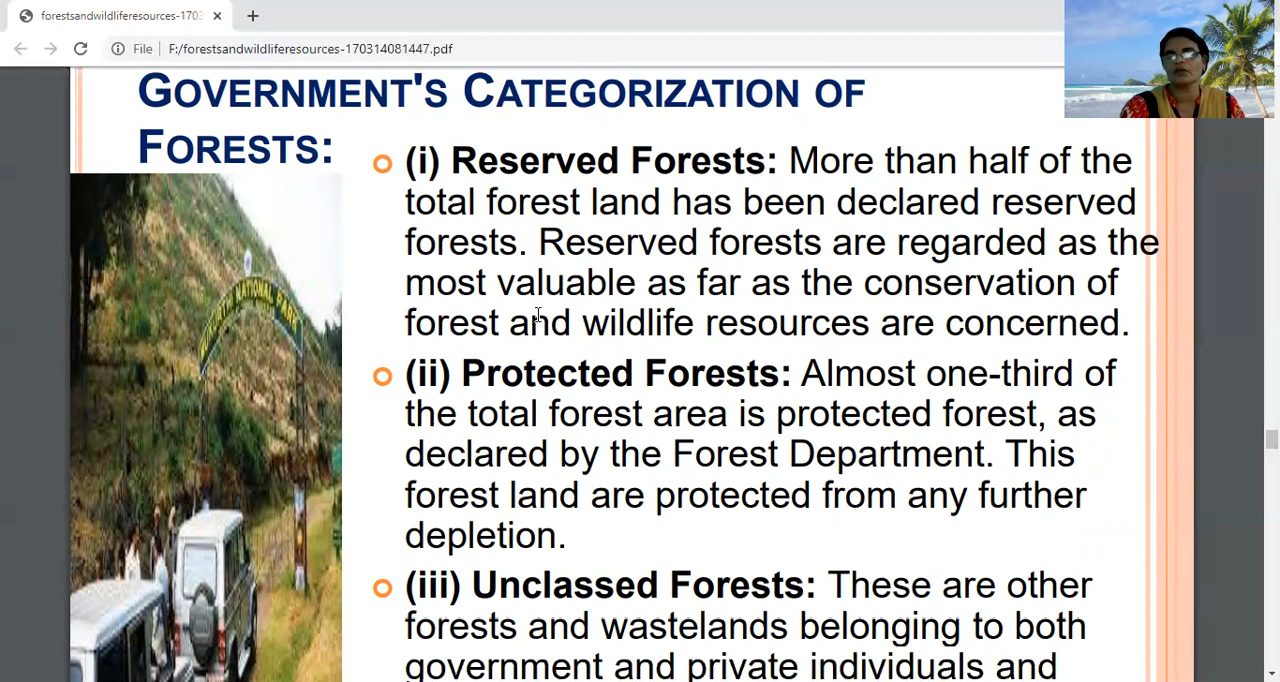 forestsandwildliferesources-1703
File
F:/forestsandwildliferesources-170314081447.pdf
GOVERNMENT'S CATEGORIZATION OF
FORESTS:
(i) Reserved Forests: More than half of the
total forest land has been declared reserved
forests. Reserved forests are regarded as the
most valuable as far as the conservation of
forest and wildlife resources are concerned.
(ii) Protected Forests: Almost one-third of
the total forest area is protected forest, as
declared by the Forest Department. This
forest land are protected from any further
depletion.
(iii) Unclassed Forests: These are other
forests and wastelands belonging to both
government and private individuals and
NATIONAL PARK